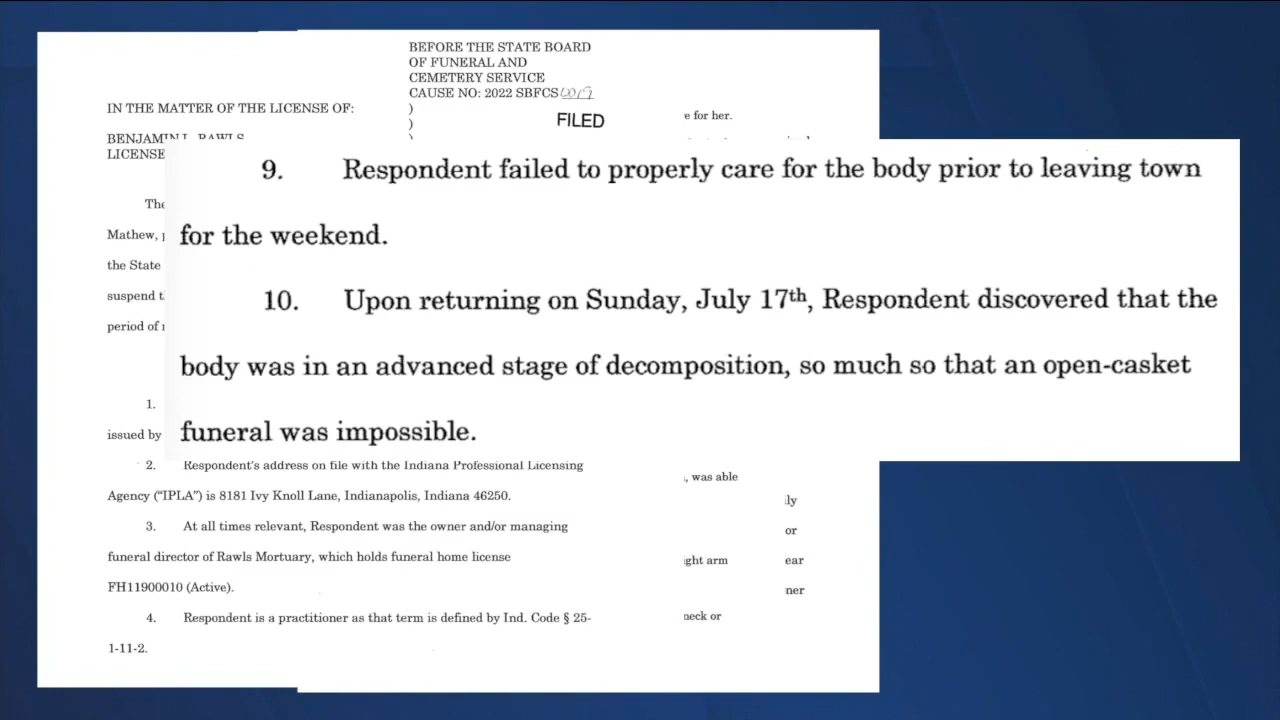 BEFORE THE STATE BOARD
OF FUNERAL AND
CEMETERY SERVICE
CAUSE NO: 2022 SBFCS 0019
IN THE MATTER OF THE LICENSE OF: )
)
FILED
e for her.
BENJAMIN L. RAWLS
LICENSE
The
Mathew,
the State
suspend t
period of
9. Respondent failed to properly care for the body prior to leaving town
for the weekend.
10. Upon returning on Sunday, July 17th, Respondent discovered that the
body was in an advanced stage of decomposition, so much so that an open-casket
funeral was impossible.
1.
issued by
2. Respondent's address on file with the Indiana Professional Licensing
Agency ("IPLA") is 8181 Ivy Knoll Lane, Indianapolis, Indiana 46250.
3. At all times relevant, Respondent was the owner and/or managing
funeral director of Rawls Mortuary, which holds funeral home license
FH11900010 (Active).
4. Respondent is a practitioner as that term is defined by Ind. Code § 25-
1-11-2.
, was able
ly
or
ght arm
ear
ner
neck or